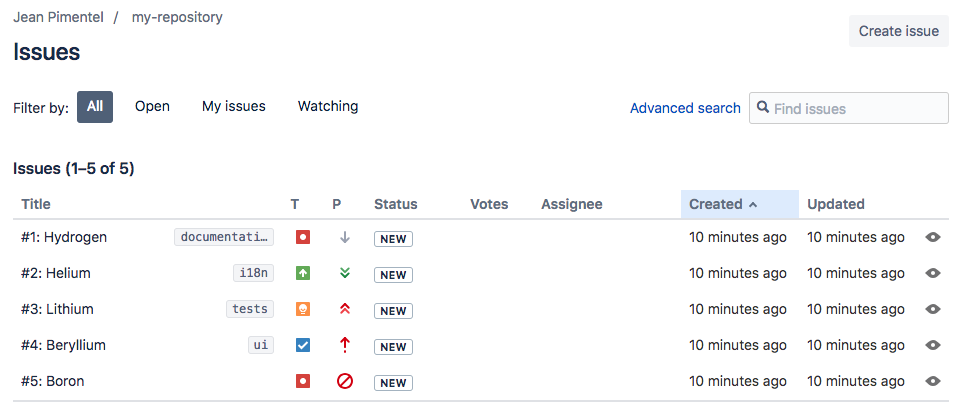 Jean Pimentel / my-repository
Create issue
Issues
Filter by: All Open My issues Watching Advanced search Find issues
Issues (1–5 of 5)
Title T P Status Votes Assignee Created Updated
#1: Hydrogen documentati… NEW 10 minutes ago 10 minutes ago
#2: Helium i18n NEW 10 minutes ago 10 minutes ago
#3: Lithium tests NEW 10 minutes ago 10 minutes ago
#4: Beryllium ui NEW 10 minutes ago 10 minutes ago
#5: Boron NEW 10 minutes ago 10 minutes ago